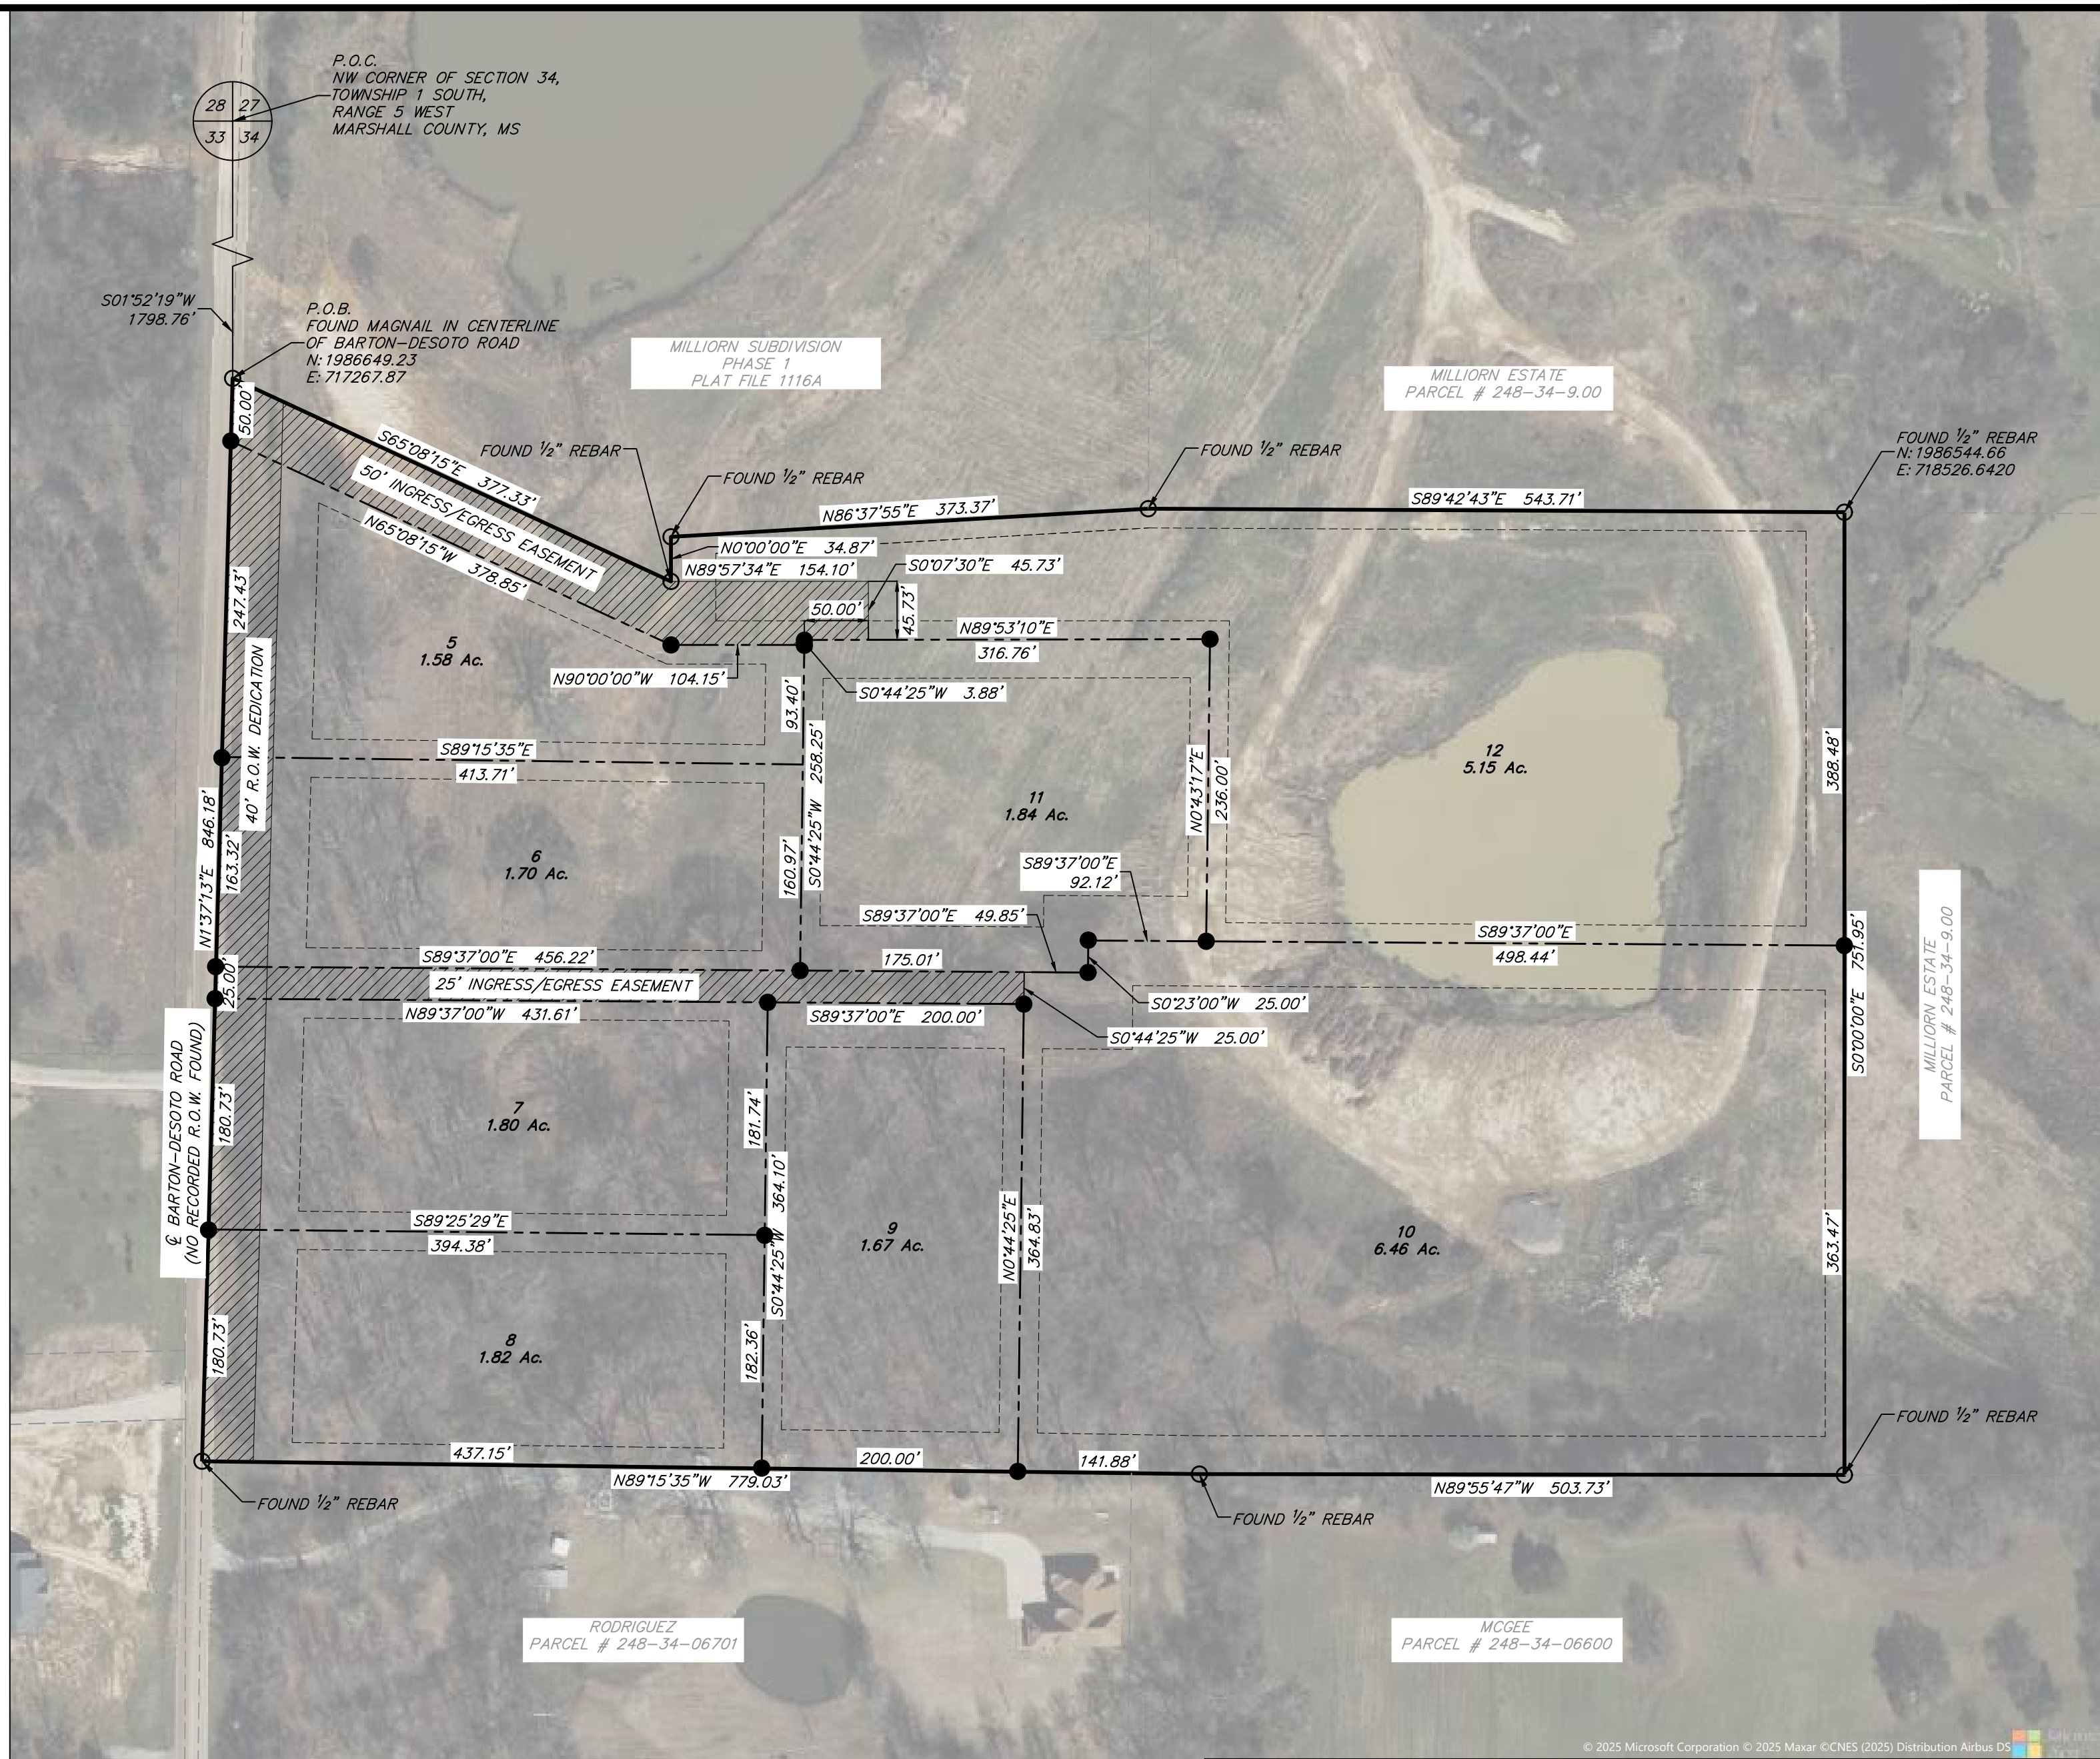 28 27
33 34
P.O.C.
NW CORNER OF SECTION 34,
TOWNSHIP 1 SOUTH,
RANGE 5 WEST
MARSHALL COUNTY, MS
S01°52'19"W
1798.76'
P.O.B.
FOUND MAGNAIL IN CENTERLINE
OF BARTON-DESOTO ROAD
N: 1986649.23
E: 717267.87
MILLIORN SUBDIVISION
PHASE 1
PLAT FILE 1116A
MILLIORN ESTATE
PARCEL # 248-34-9.00
FOUND ½" REBAR
N: 1986544.66
E: 718526.6420
50.00'
S65°08'15"E 377.33'
50' INGRESS/EGRESS EASEMENT
N65°08'15"W 378.85'
FOUND ½" REBAR
FOUND ½" REBAR
FOUND ½" REBAR
N86°37'55"E 373.37'
S89°42'43"E 543.71'
N0°00'00"E 34.87'
N89°57'34"E 154.10'
S0°07'30"E 45.73'
50.00'
45.73'
N89°53'10"E
316.76'
N90°00'00"W 104.15'
S0°44'25"W 3.88'
247.43'
40' R.O.W. DEDICATION
5
1.58 Ac.
93.40'
S0°44'25"W 258.25'
S89°15'35"E
413.71'
N1°37'13"E 846.18'
163.32'
6
1.70 Ac.
160.97'
11
1.84 Ac.
N0°43'17"E
236.00'
12
5.15 Ac.
388.48'
S89°37'00"E
92.12'
S89°37'00"E 49.85'
S89°37'00"E 456.22'
175.01'
S89°37'00"E
498.44'
S0°00'00"E 751.95'
MILLIORN ESTATE
PARCEL # 248-34-9.00
25.00'
25' INGRESS/EGRESS EASEMENT
N89°37'00"W 431.61'
S89°37'00"E 200.00'
S0°23'00"W 25.00'
S0°44'25"W 25.00'
℄ BARTON-DESOTO ROAD
(NO RECORDED R.O.W. FOUND)
180.73'
7
1.80 Ac.
181.74'
S0°44'25"W 364.10'
S89°25'29"E
394.38'
9
1.67 Ac.
N0°44'25"E
364.83'
10
6.46 Ac.
363.47'
180.73'
8
1.82 Ac.
182.36'
437.15'
200.00'
141.88'
N89°15'35"W 779.03'
N89°55'47"W 503.73'
FOUND ½" REBAR
FOUND ½" REBAR
FOUND ½" REBAR
RODRIGUEZ
PARCEL # 248-34-06701
MCGEE
PARCEL # 248-34-06600
© 2025 Microsoft Corporation © 2025 Maxar ©CNES (2025) Distribution Airbus DS